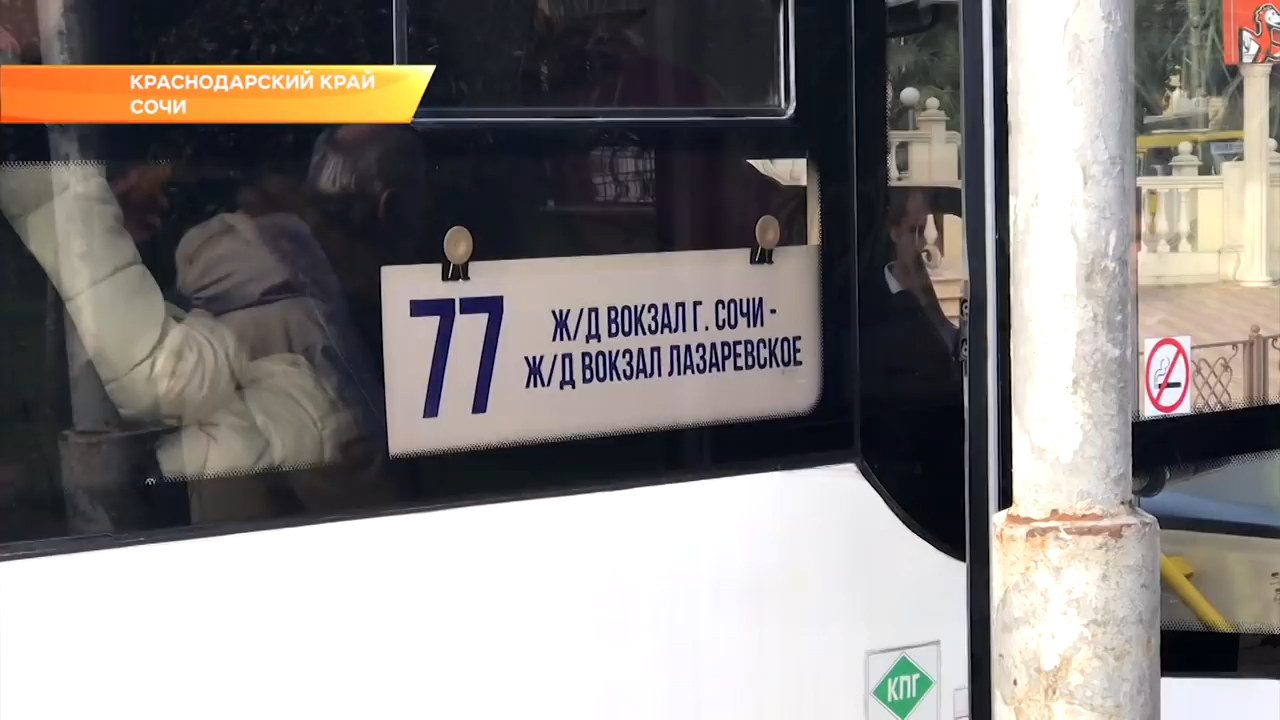 КРАСНОДАРСКИЙ КРАЙ
СОЧИ
77
Ж/Д ВОКЗАЛ Г. СОЧИ -
Ж/Д ВОКЗАЛ ЛАЗАРЕВСКОЕ
КПГ